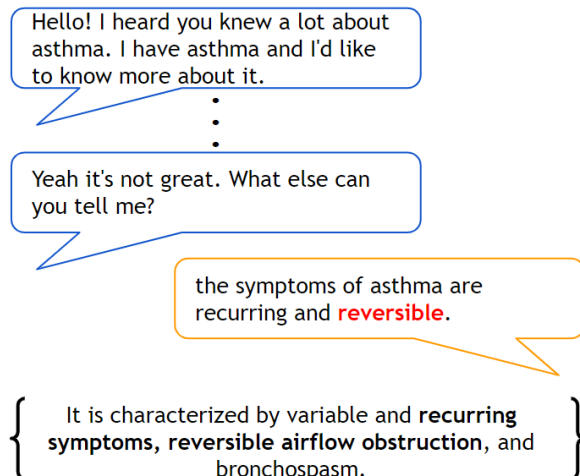 Hello! I heard you knew a lot about
asthma. I have asthma and I'd like
to know more about it.
Yeah it's not great. What else can
you tell me?
the symptoms of asthma are
recurring and reversible.
It is characterized by variable and recurring
symptoms, reversible airflow obstruction, and
bronchospasm.